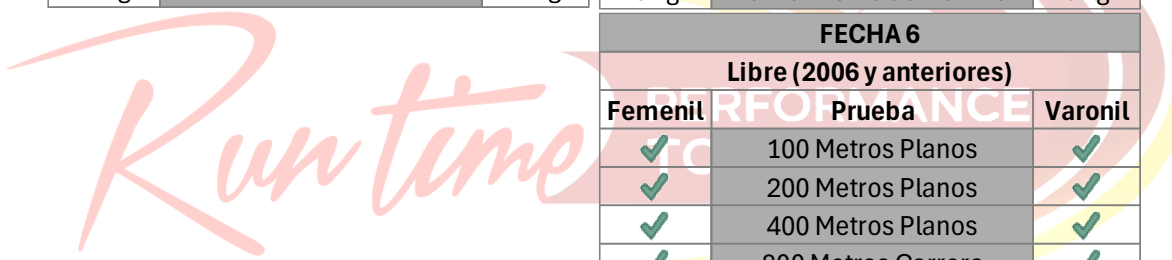 FECHA 6
Libre (2006 y anteriores)
Femenil Prueba Varonil
100 Metros Planos
200 Metros Planos
400 Metros Planos
Run time
PERFORMANCE